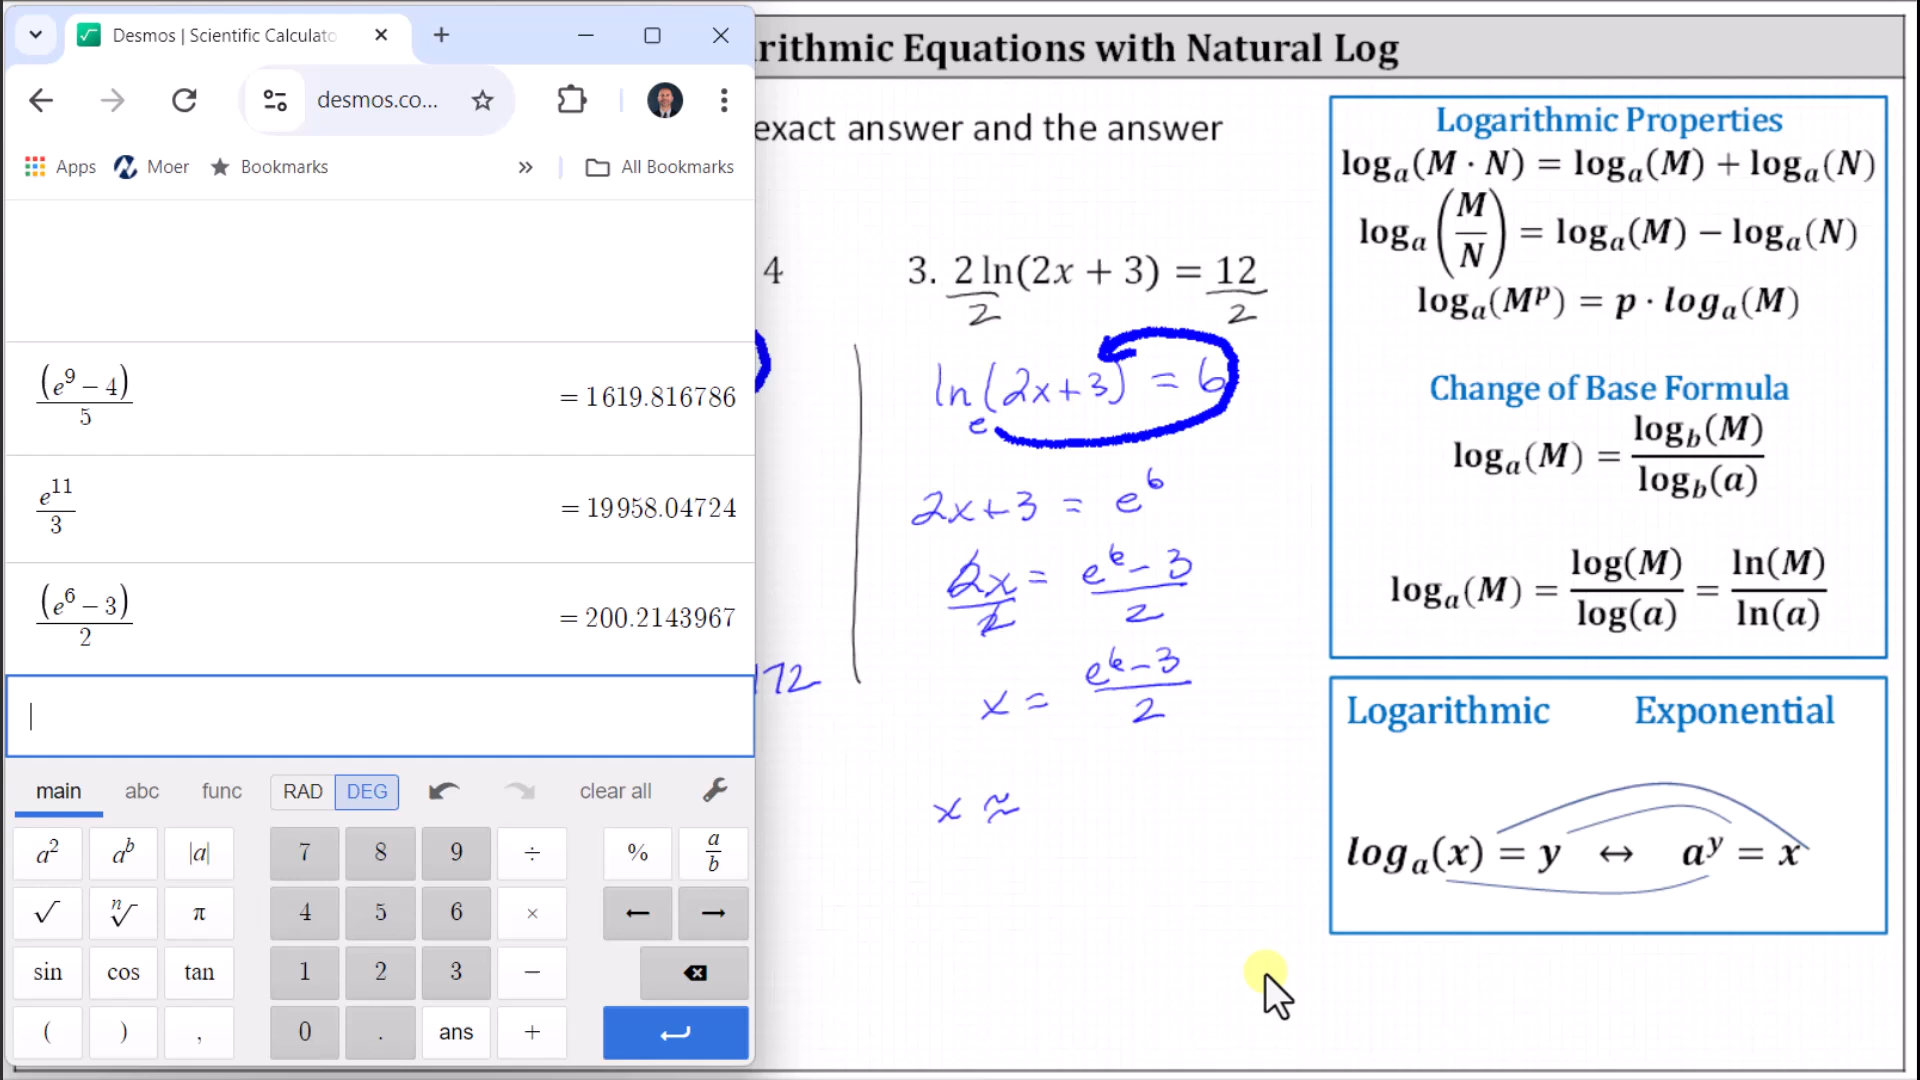 Desmos | Scientific Calculato
desmos.co...
Apps Moer Bookmarks » All Bookmarks
(e^9 − 4)/5 = 1619.816786
e^11/3 = 19958.04724
(e^6 − 3)/2 = 200.2143967
main abc func RAD DEG clear all
a^2 a^b |a| 7 8 9 ÷ % a/b
√ ⁿ√ π 4 5 6 × ← →
sin cos tan 1 2 3 −
( ) , 0 . ans +
rithmic Equations with Natural Log
exact answer and the answer
4
172
3. 2 ln(2x + 3) = 12
2 2
ln(2x+3) = 6
e
2x+3 = e^6
2x/2 = (e^6 − 3)/2
x = (e^6 − 3)/2
x ≈
Logarithmic Properties
log_a(M · N) = log_a(M) + log_a(N)
log_a(M/N) = log_a(M) − log_a(N)
log_a(M^p) = p · log_a(M)
Change of Base Formula
log_a(M) = log_b(M)/log_b(a)
log_a(M) = log(M)/log(a) = ln(M)/ln(a)
Logarithmic Exponential
log_a(x) = y ↔ a^y = x